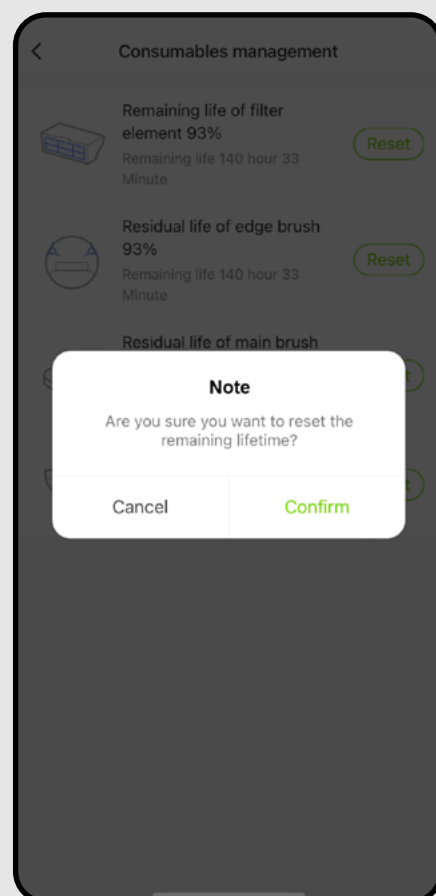 Consumables management
Remaining life of filter
element 93%
Reset
Remaining life 140 hour 33
Minute
Residual life of edge brush
93%
Reset
Remaining life 140 hour 33
Minute
Residual life of main brush
Note
Are you sure you want to reset the
remaining lifetime?
Cancel
Confirm